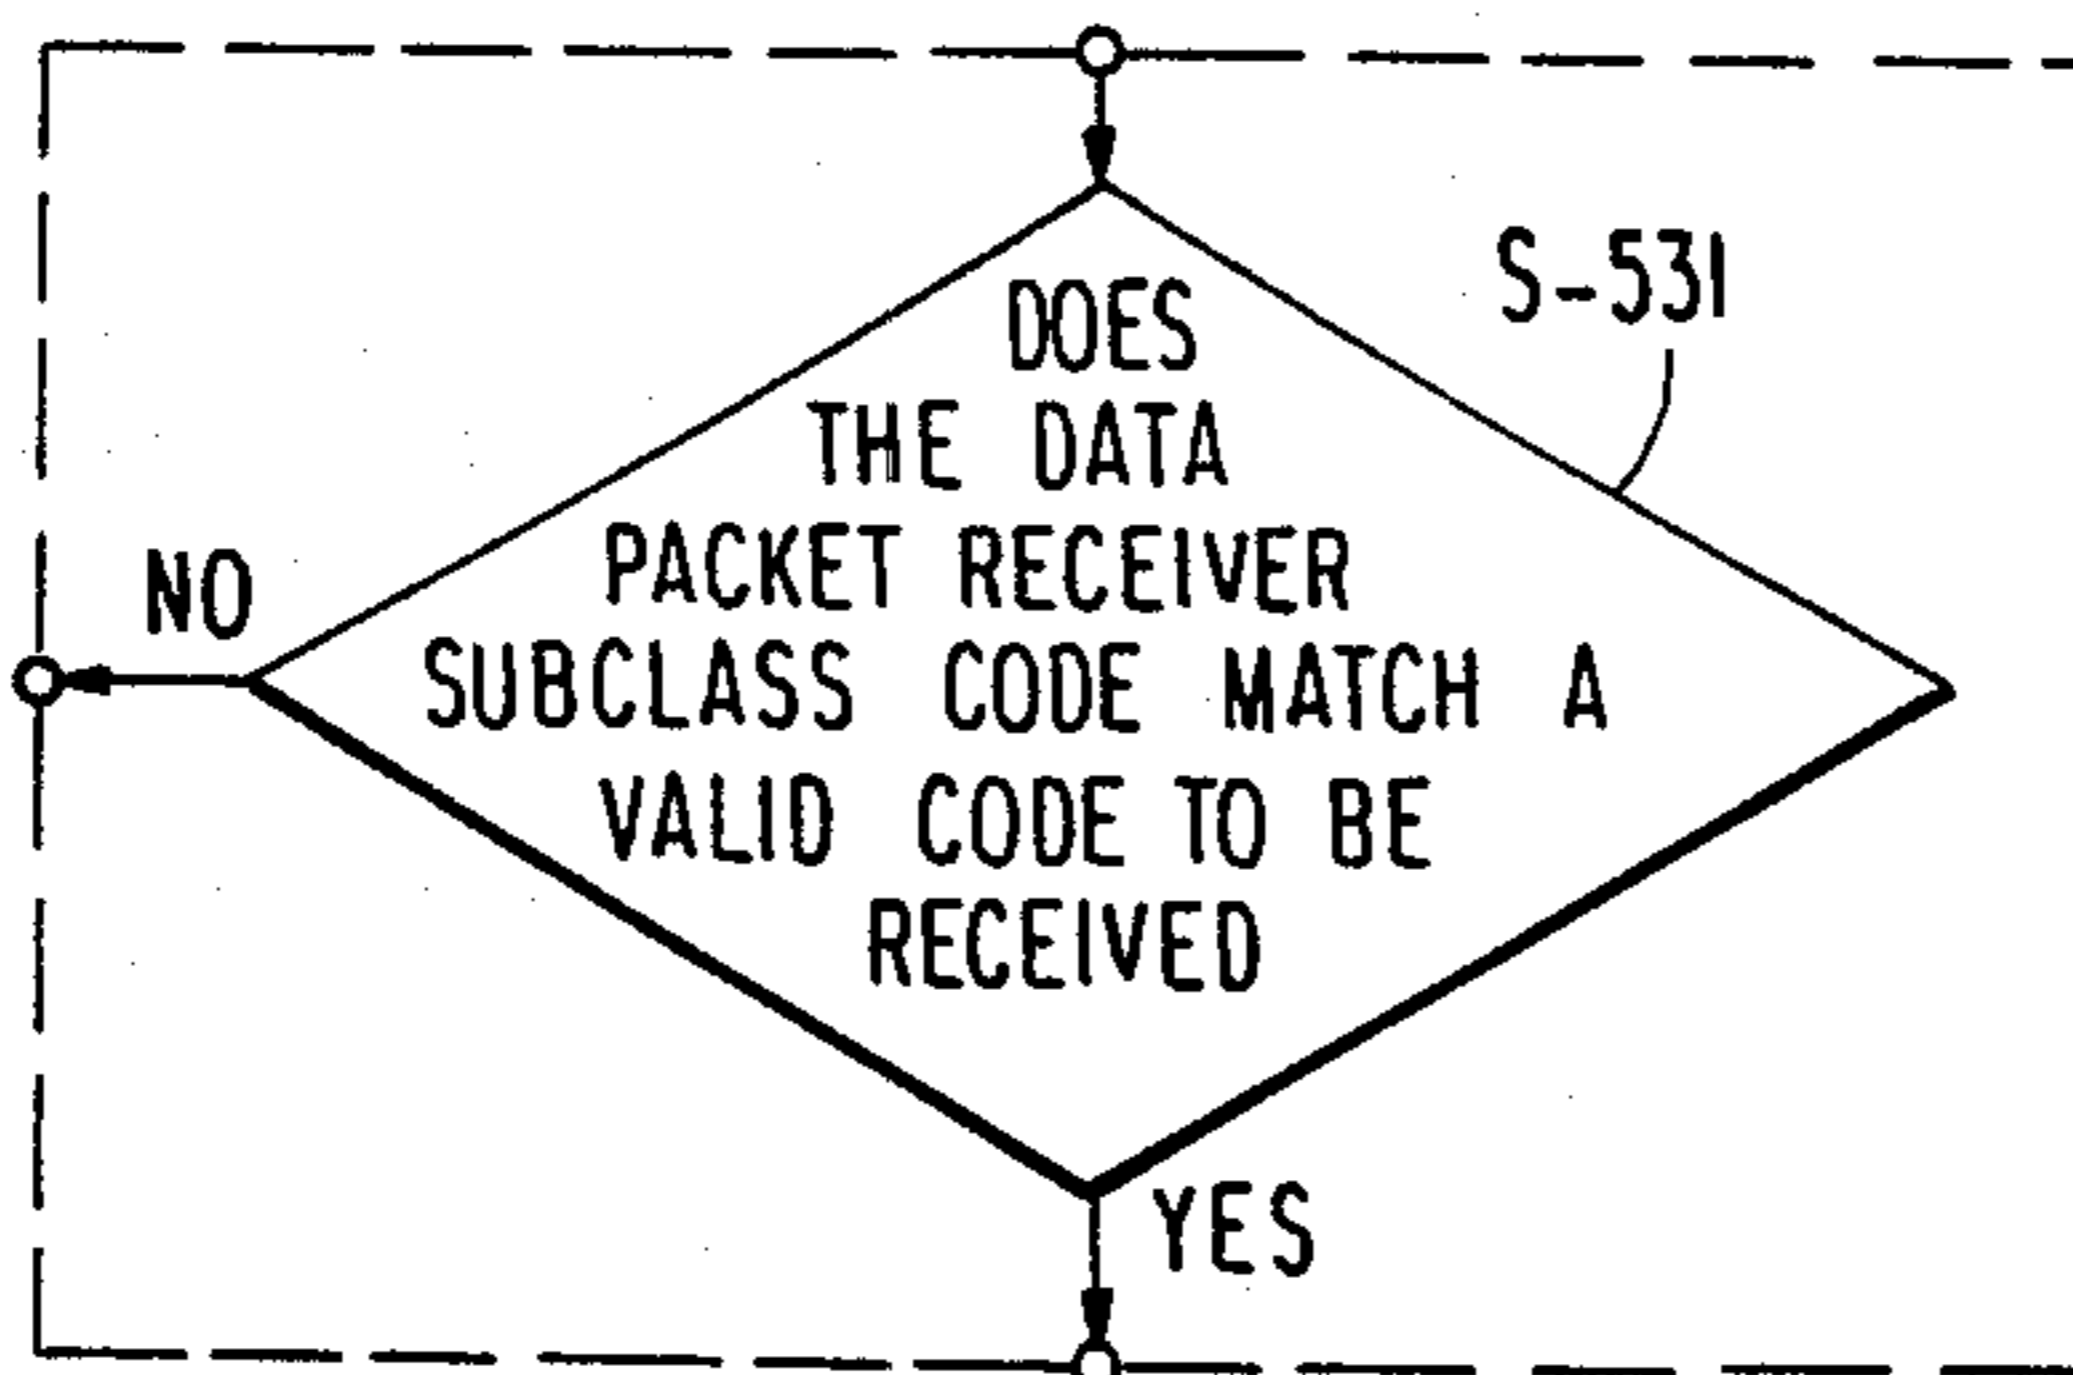 S-531
DOES
THE DATA
PACKET RECEIVER
SUBCLASS CODE MATCH A
VALID CODE TO BE
RECEIVED
NO
YES